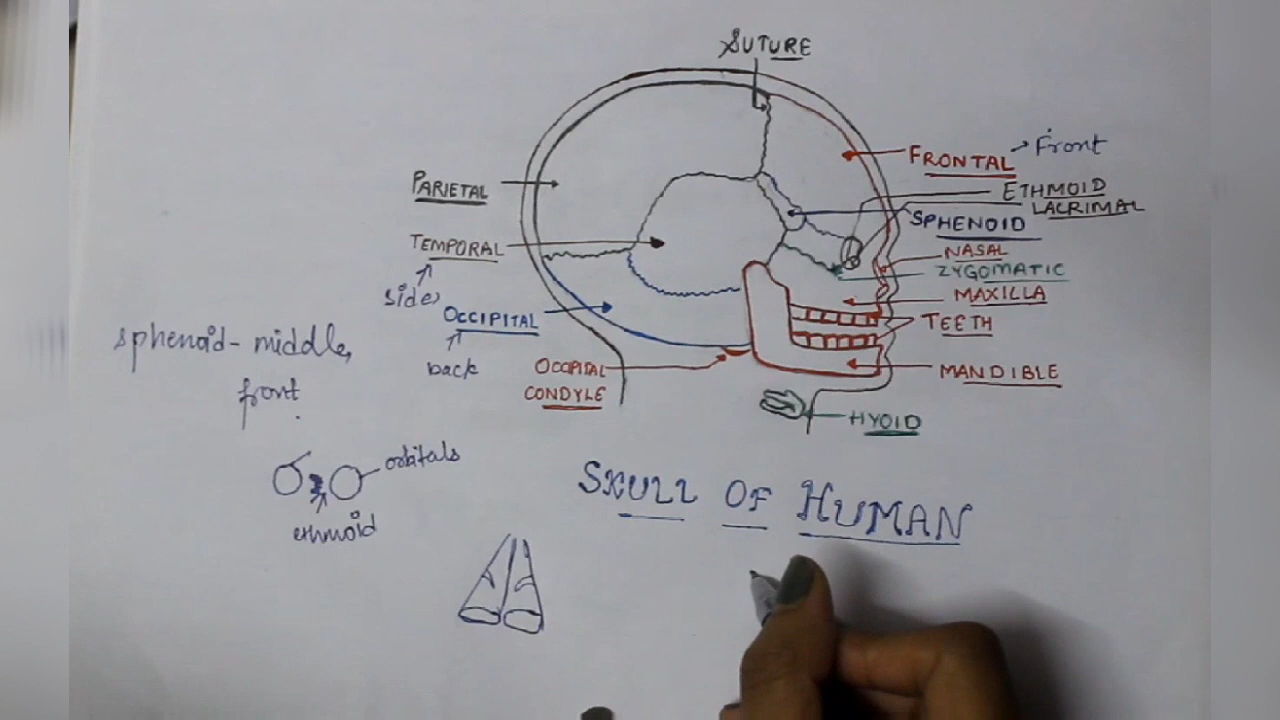 SUTURE
FRONTAL → Front
PARIETAL
ETHMOID
LACRIMAL
SPHENOID
TEMPORAL
side
NASAL
ZYGOMATIC
MAXILLA
OCCIPITAL
back
TEETH
sphenoid - middle,
front
OCCIPITAL
CONDYLE
MANDIBLE
HYOID
orbitals
ethmoid
SKULL OF HUMAN